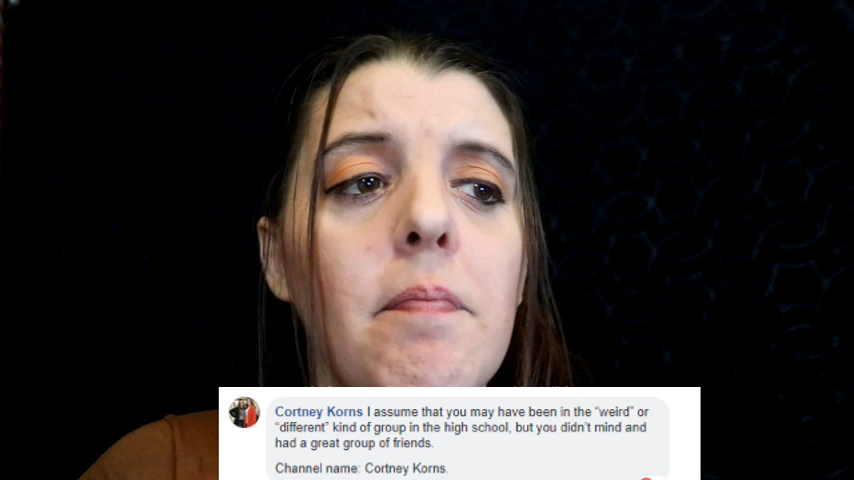 Cortney Korns I assume that you may have been in the “weird” or
“different” kind of group in the high school, but you didn’t mind and
had a great group of friends.
Channel name: Cortney Korns.